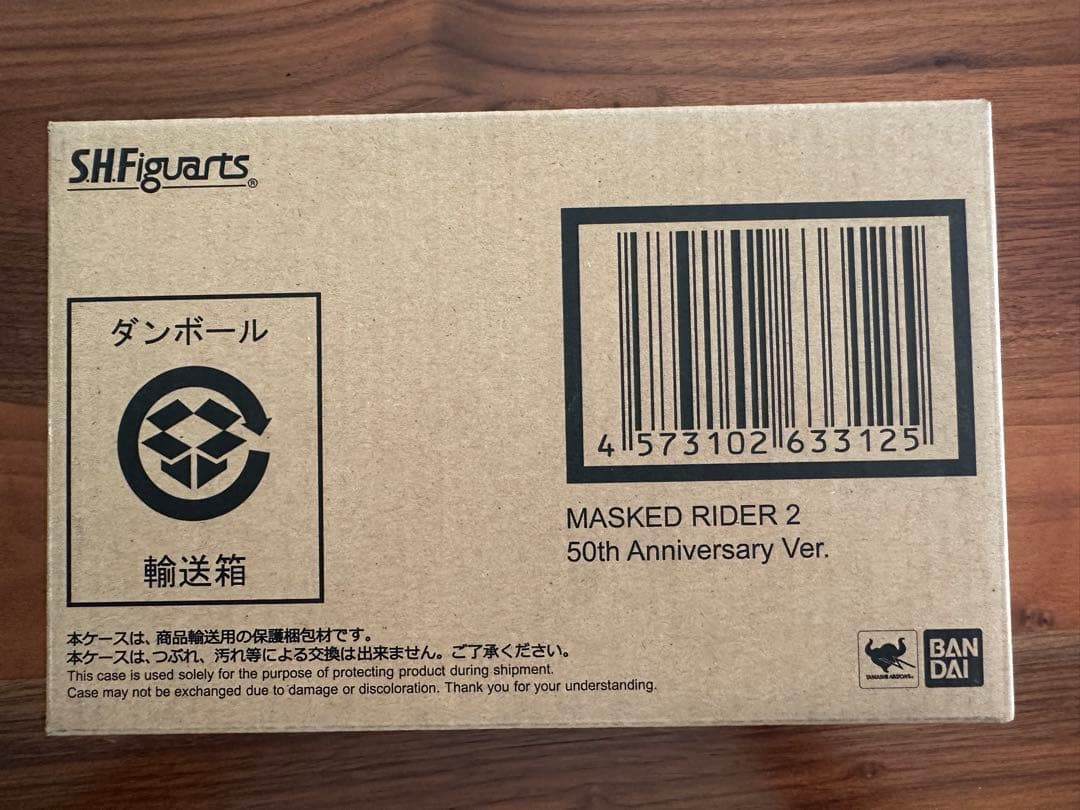 S.H.Figuarts®
ダンボール
輸送箱
4 573102 633125
MASKED RIDER 2
50th Anniversary Ver.
本ケースは、商品輸送用の保護梱包材です。
本ケースは、つぶれ、汚れ等による交換は出来ません。ご了承ください。
This case is used solely for the purpose of protecting product during shipment.
Case may not be exchanged due to damage or discoloration. Thank you for your understanding.
TAMASHII NATIONS
BAN
DAI